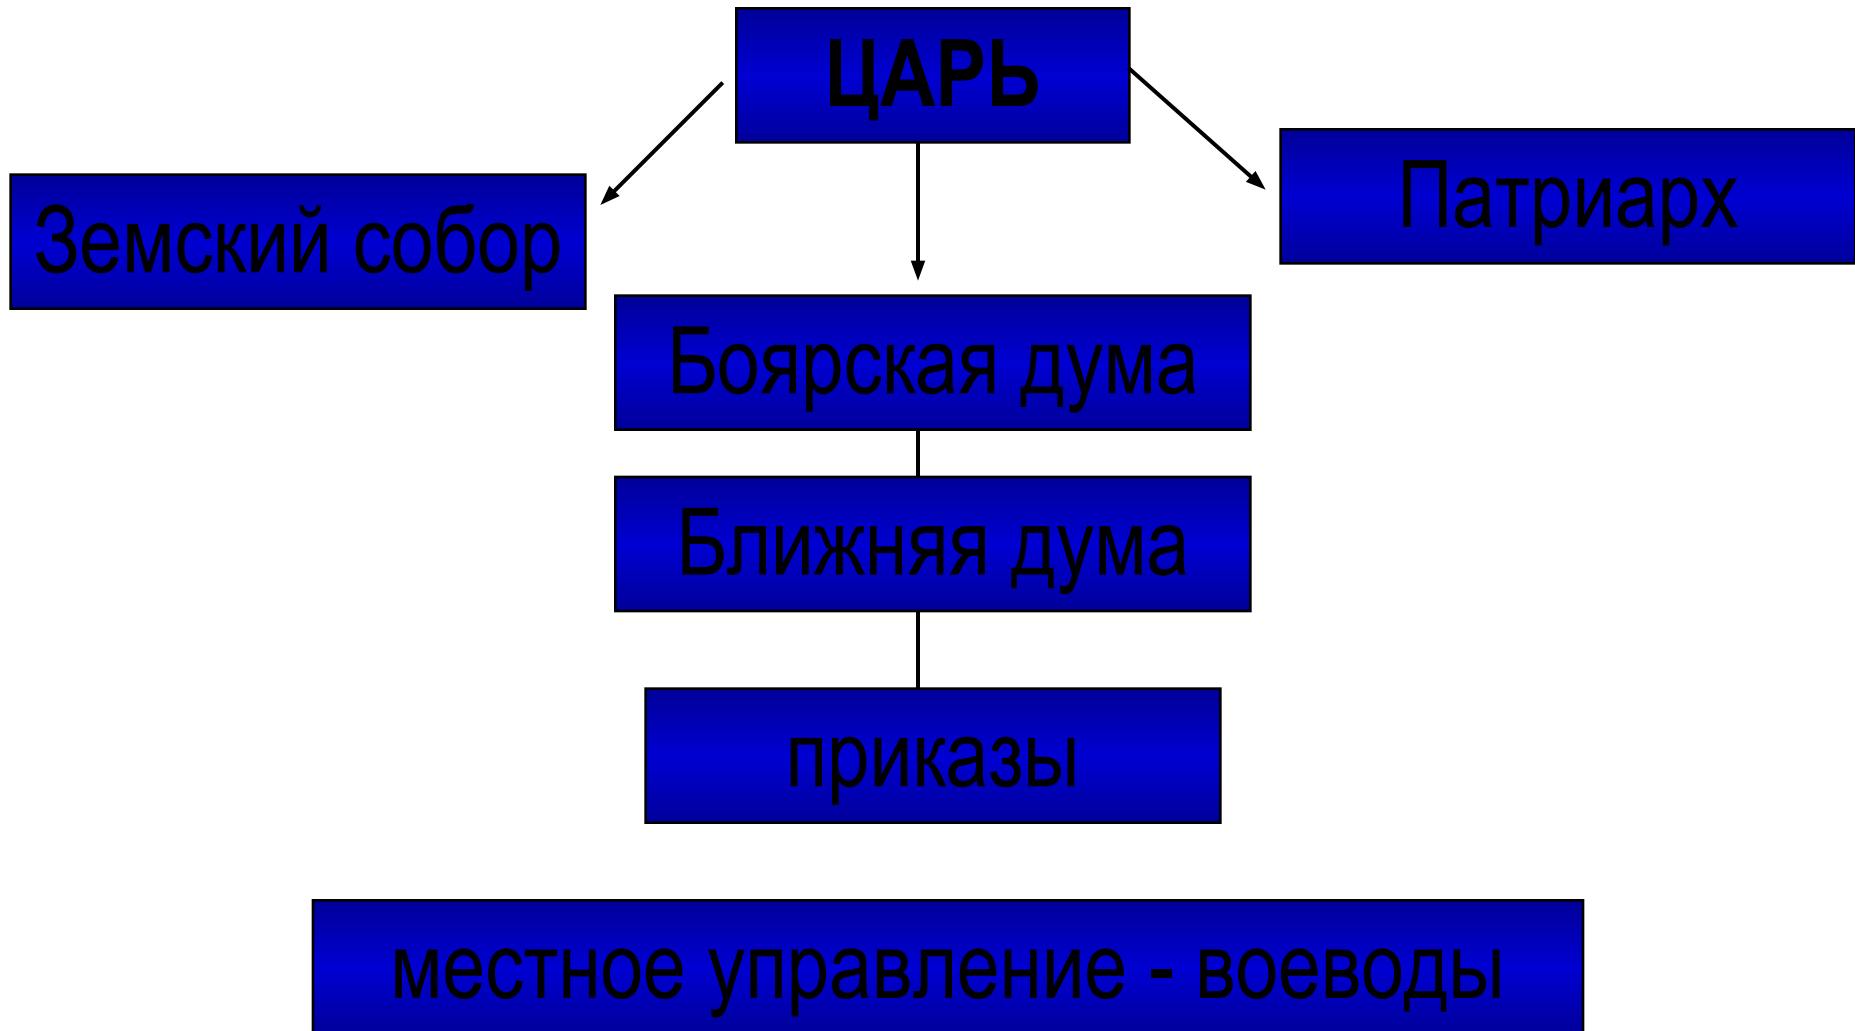 ЦАРЬ
Земский собор
Патриарх
Боярская дума
Ближняя дума
приказы
местное управление - воеводы